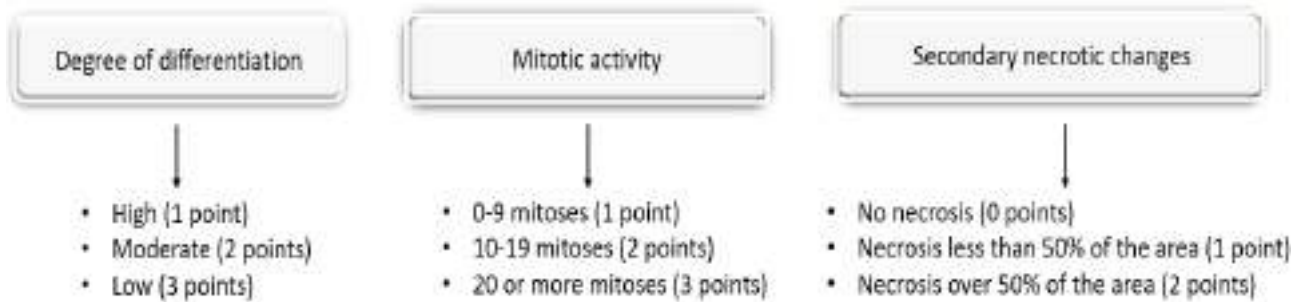 Degree of differentiation
• High (1 point)
• Moderate (2 points)
• Low (3 points)
Mitotic activity
• 0-9 mitoses (1 point)
• 10-19 mitoses (2 points)
• 20 or more mitoses (3 points)
Secondary necrotic changes
• No necrosis (0 points)
• Necrosis less than 50% of the area (1 point)
• Necrosis over 50% of the area (2 points)